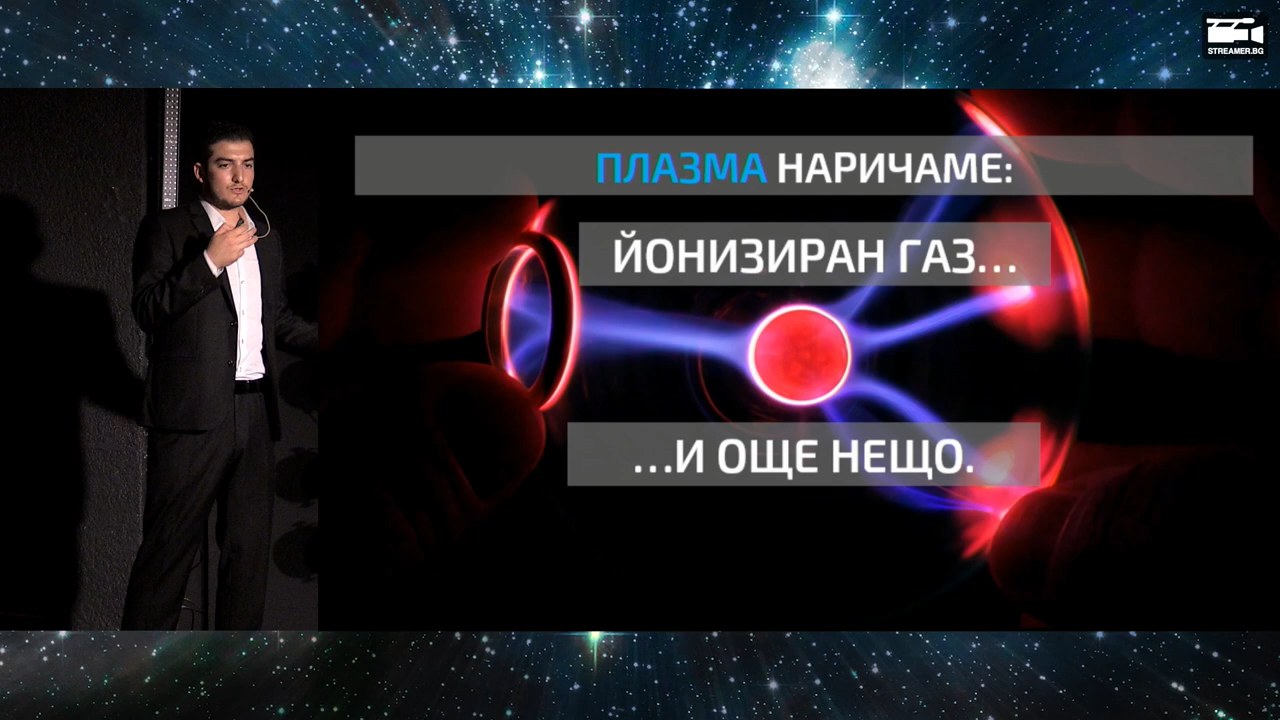 STREAMER.BG
ПЛАЗМА НАРИЧАМЕ:
ЙОНИЗИРАН ГАЗ...
...И ОЩЕ НЕЩО.